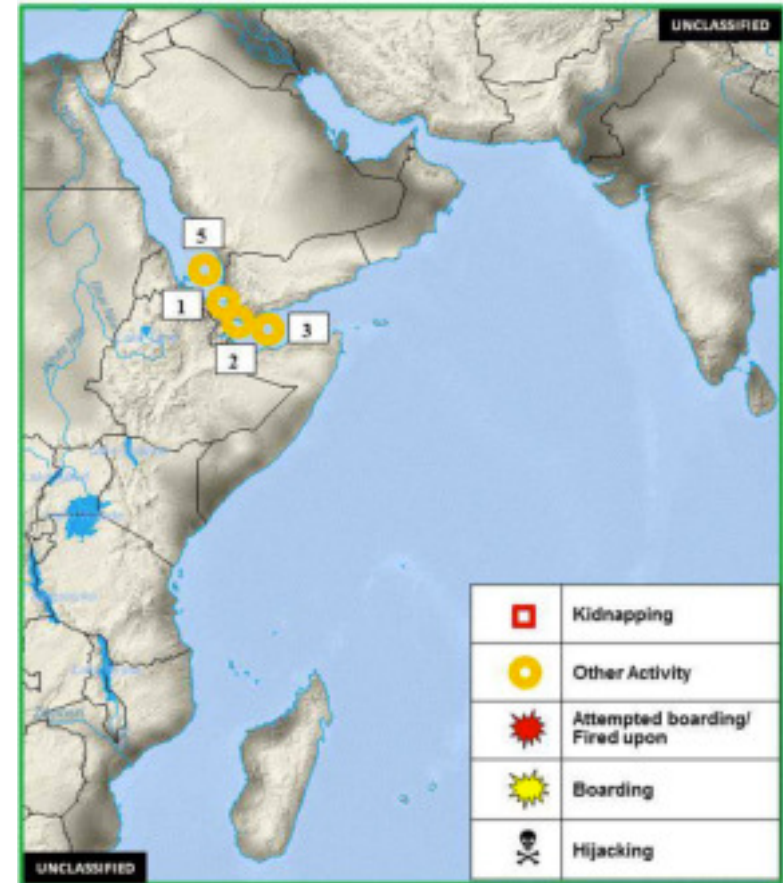 UNCLASSIFIED
5
1
3
2
Kidnapping
Other Activity
Attempted boarding/
Fired upon
Boarding
Hijacking
UNCLASSIFIED